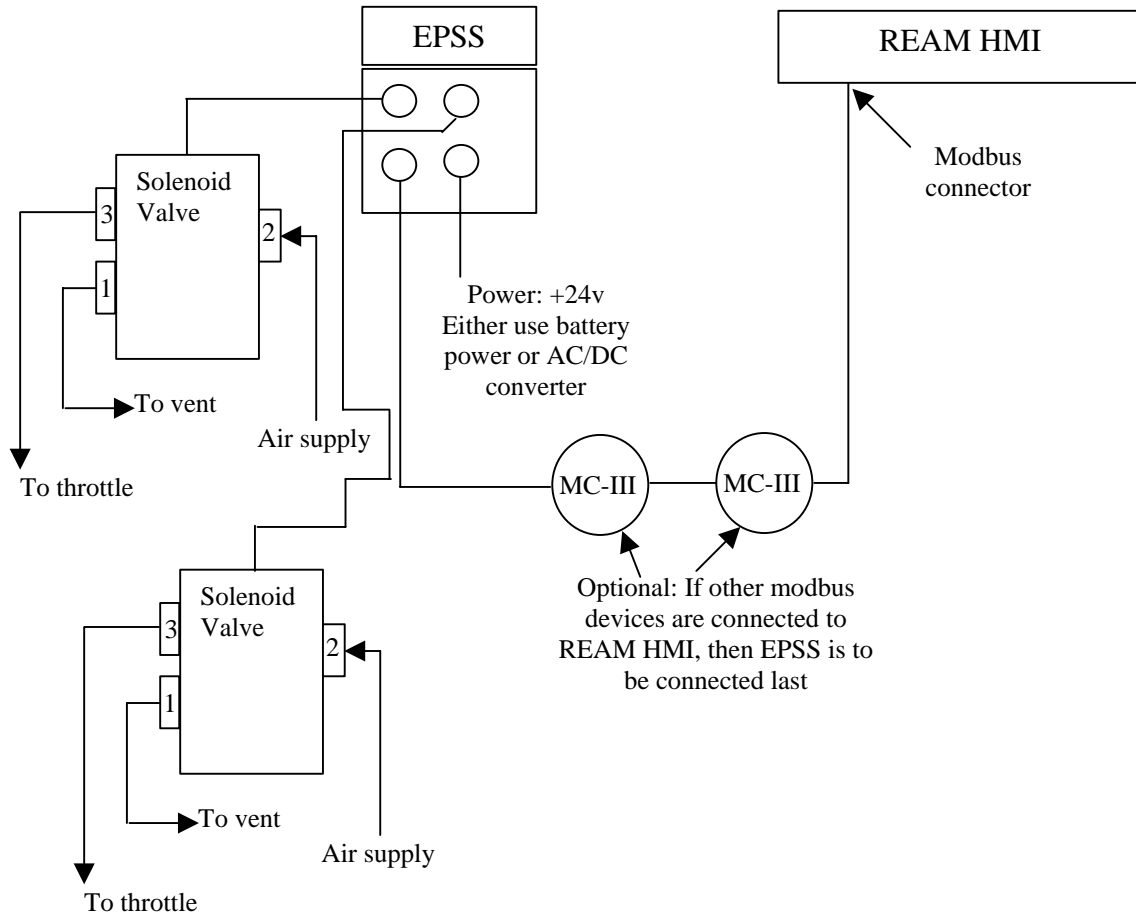 EPSS
REAM HMI
Modbus
connector
Solenoid
Valve
3
2
1
Power: +24v
Either use battery
power or AC/DC
converter
To vent
Air supply
To throttle
MC-III
MC-III
Optional: If other modbus
devices are connected to
REAM HMI, then EPSS is to
be connected last
Solenoid
Valve
3
2
1
To vent
Air supply
To throttle